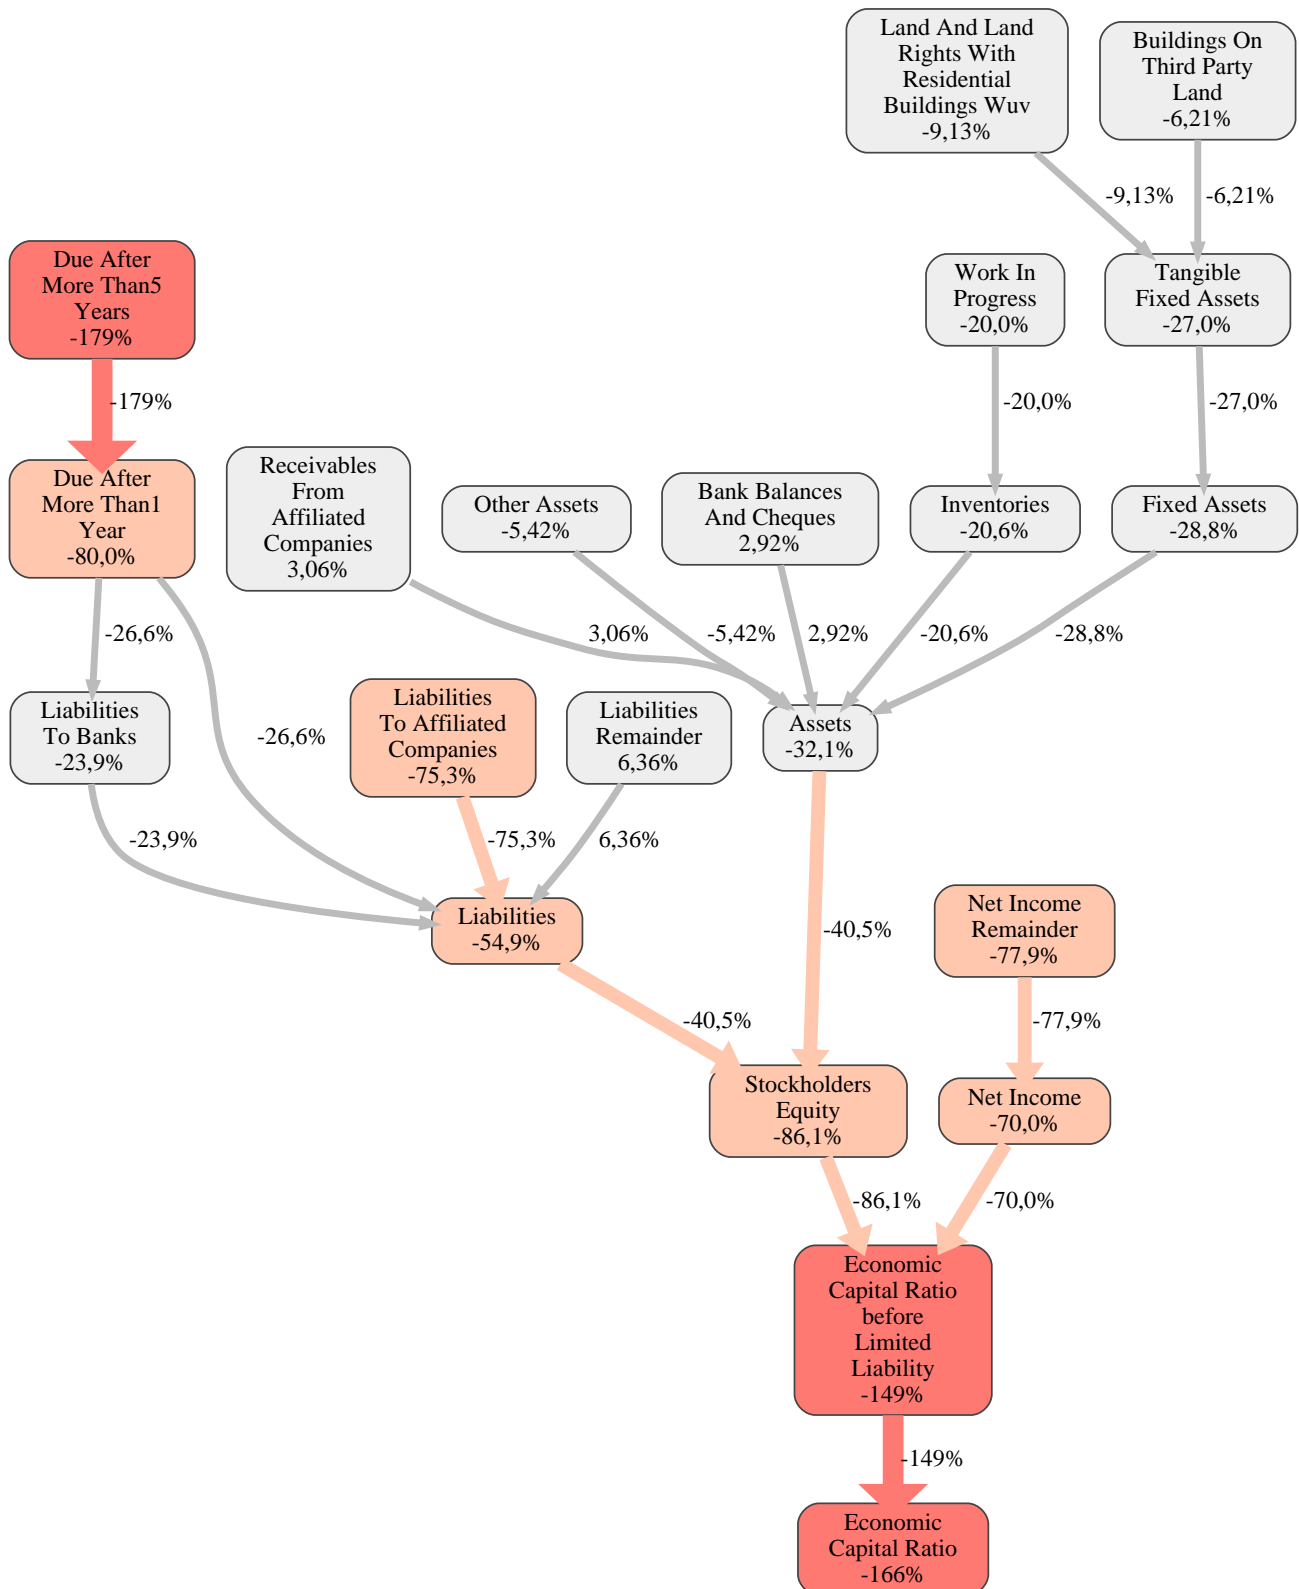 Land And Land
Rights With
Residential
Buildings Wuv
-9,13%
Buildings On
Third Party
Land
-6,21%
-9,13%
-6,21%
Due After
More Than5
Years
-179%
Work In
Progress
-20,0%
Tangible
Fixed Assets
-27,0%
-179%
-20,0%
-27,0%
Due After
More Than1
Year
-80,0%
Receivables
From
Affiliated
Companies
3,06%
Other Assets
-5,42%
Bank Balances
And Cheques
2,92%
Inventories
-20,6%
Fixed Assets
-28,8%
-26,6%
3,06%
-5,42%
2,92%
-20,6%
-28,8%
Liabilities
To Banks
-23,9%
-26,6%
Liabilities
To Affiliated
Companies
-75,3%
Liabilities
Remainder
6,36%
Assets
-32,1%
-23,9%
-75,3%
6,36%
Liabilities
-54,9%
-40,5%
Net Income
Remainder
-77,9%
-40,5%
-77,9%
Stockholders
Equity
-86,1%
Net Income
-70,0%
-86,1%
-70,0%
Economic
Capital Ratio
before
Limited
Liability
-149%
-149%
Economic
Capital Ratio
-166%